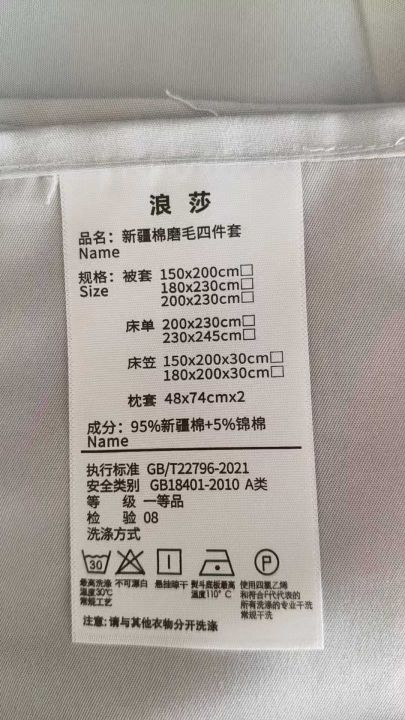 浪莎
品名：新疆棉磨毛四件套
Name
规格：被套 150x200cm□
Size 180x230cm□
200x230cm□
床单 200x230cm□
230x245cm□
床笠 150x200x30cm□
180x200x30cm□
枕套 48x74cmx2
成分：95%新疆棉+5%锦棉
Name
执行标准 GB/T22796-2021
安全类别 GB18401-2010 A类
等 级 一等品
检 验 08
洗涤方式
30 P
最高洗涤 不可漂白 悬挂晾干 熨斗底板最高 使用四氯乙烯
温度30℃ 温度110°C 和符合F代代表的
常规工艺 所有洗涤的专业干洗
常规干洗
注意：请与其他衣物分开洗涤